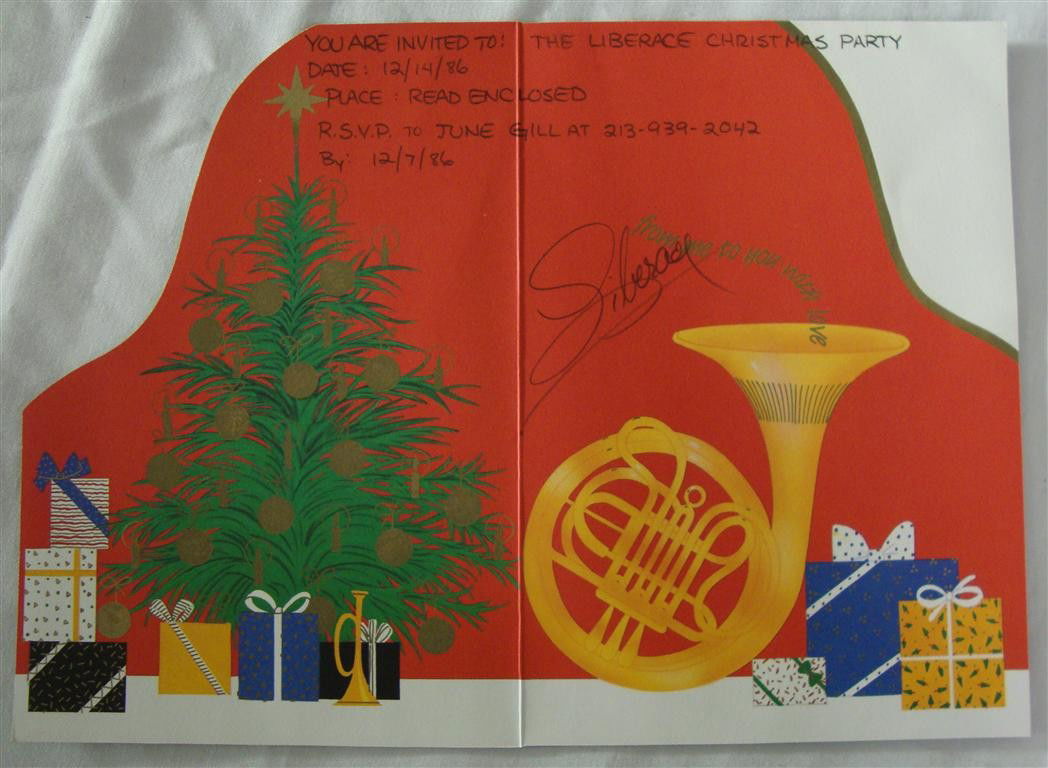 YOU ARE INVITED TO: THE LIBERACE CHRISTMAS PARTY
DATE: 12/14/86
PLACE: READ ENCLOSED
R.S.V.P. TO JUNE GILL AT 213-939-2042
By: 12/7/86
from me to you with love
Liberace